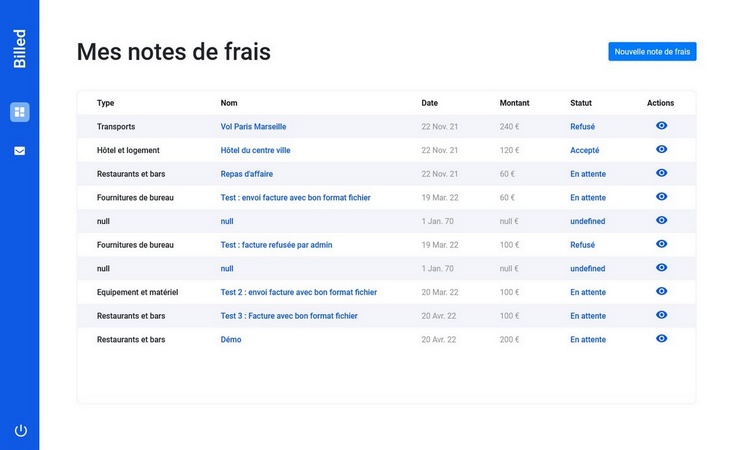 Billed
Mes notes de frais
Nouvelle note de frais
Type Nom Date Montant Statut Actions
Transports Vol Paris Marseille 22 Nov. 21 240 € Refusé
Hôtel et logement Hôtel du centre ville 22 Nov. 21 120 € Accepté
Restaurants et bars Repas d'affaire 22 Nov. 21 60 € En attente
Fournitures de bureau Test : envoi facture avec bon format fichier 19 Mar. 22 60 € En attente
null null 1 Jan. 70 null € undefined
Fournitures de bureau Test : facture refusée par admin 19 Mar. 22 100 € Refusé
null null 1 Jan. 70 null € undefined
Equipement et matériel Test 2 : envoi facture avec bon format fichier 20 Mar. 22 100 € En attente
Restaurants et bars Test 3 : Facture avec bon format fichier 20 Avr. 22 100 € En attente
Restaurants et bars Démo 20 Avr. 22 200 € En attente